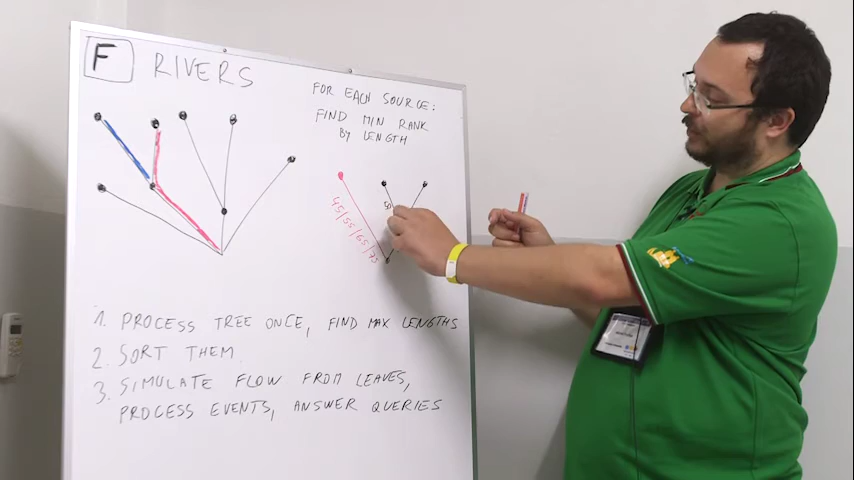 F RIVERS
FOR EACH SOURCE:
FIND MIN RANK
BY LENGTH
50
45/55/65/75
1. PROCESS TREE ONCE, FIND MAX LENGTHS
2. SORT THEM
3. SIMULATE FLOW FROM LEAVES,
PROCESS EVENTS, ANSWER QUERIES